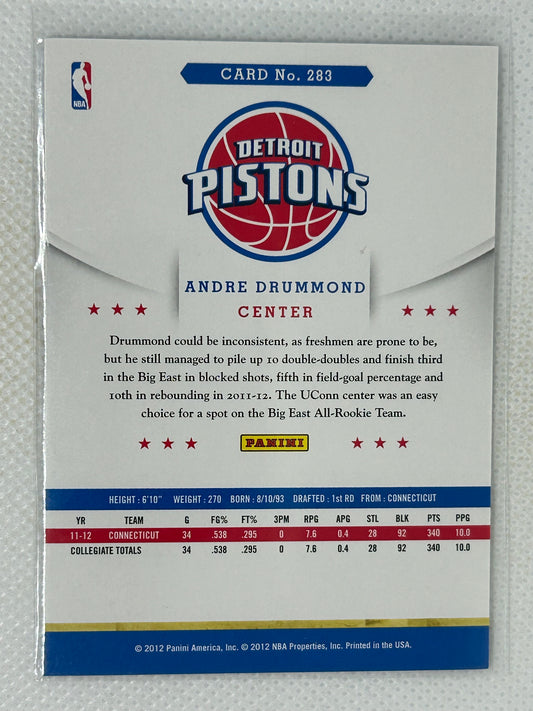 NBA
CARD No. 283
DETROIT
PISTONS
ANDRE DRUMMOND
CENTER
Drummond could be inconsistent, as freshmen are prone to be,
but he still managed to pile up 10 double-doubles and finish third
in the Big East in blocked shots, fifth in field-goal percentage and
10th in rebounding in 2011-12. The UConn center was an easy
choice for a spot on the Big East All-Rookie Team.
PANINI
HEIGHT : 6'10" WEIGHT : 270 BORN : 8/10/93 DRAFTED : 1st RD FROM : CONNECTICUT
YR TEAM G FG% FT% 3PM RPG APG STL BLK PTS PPG
11-12 CONNECTICUT 34 .538 .295 0 7.6 0.4 28 92 340 10.0
COLLEGIATE TOTALS 34 .538 .295 0 7.6 0.4 28 92 340 10.0
© 2012 Panini America, Inc. © 2012 NBA Properties, Inc. Printed in the USA.